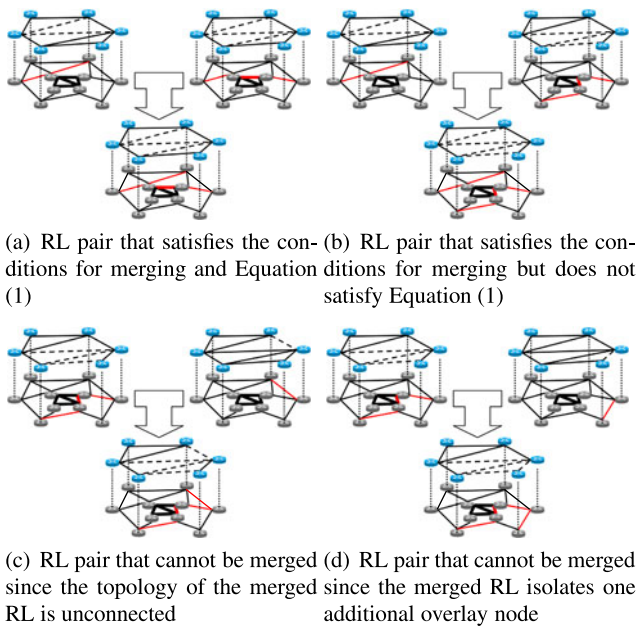 (a) RL pair that satisfies the con-
ditions for merging and Equation
(1)
(b) RL pair that satisfies the con-
ditions for merging but does not
satisfy Equation (1)
(c) RL pair that cannot be merged
since the topology of the merged
RL is unconnected
(d) RL pair that cannot be merged
since the merged RL isolates one
additional overlay node